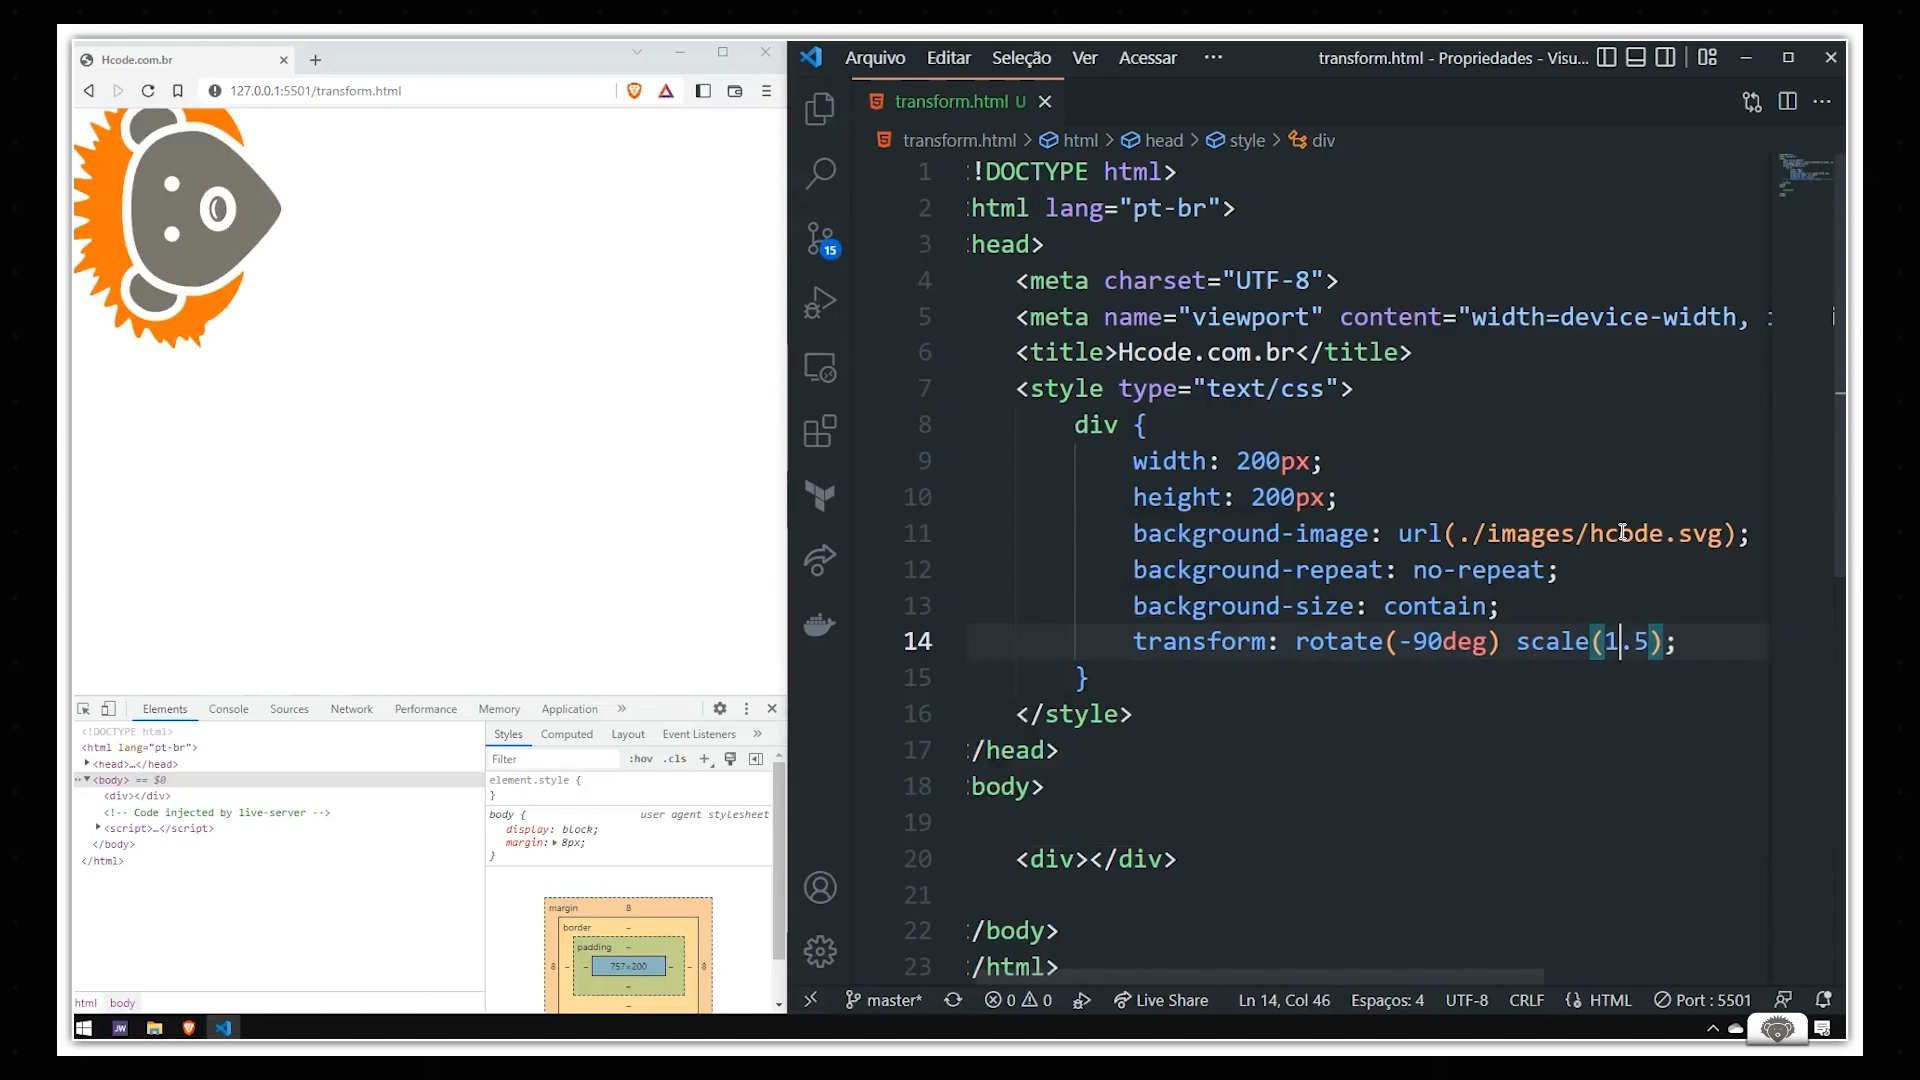 Hcode.com.br
127.0.0.1:5501/transform.html
Elements Console Sources Network Performance Memory Application »
<!DOCTYPE html>
<html lang="pt-br">
<head>…</head>
<body> == $0
<div></div>
<!-- Code injected by live-server -->
<script>…</script>
</body>
</html>
html body
Styles Computed Layout Event Listeners »
Filter :hov .cls +
element.style {
}
body { user agent stylesheet
display: block;
margin: 8px;
}
margin 8
border –
padding –
8 – – 757×200 – – 8
–
–
Arquivo Editar Seleção Ver Acessar ··· transform.html - Propriedades - Visu...
transform.html U
transform.html > html > head > style > div
15
1 !DOCTYPE html>
2 html lang="pt-br">
3 head>
4 <meta charset="UTF-8">
5 <meta name="viewport" content="width=device-width,
6 <title>Hcode.com.br</title>
7 <style type="text/css">
8 div {
9 width: 200px;
10 height: 200px;
11 background-image: url(./images/hcode.svg);
12 background-repeat: no-repeat;
13 background-size: contain;
14 transform: rotate(-90deg) scale(1.5);
15 }
16 </style>
17 /head>
18 body>
19
20 <div></div>
21
22 /body>
23 /html>
master* 0 0 Live Share Ln 14, Col 46 Espaços: 4 UTF-8 CRLF HTML Port : 5501
JW